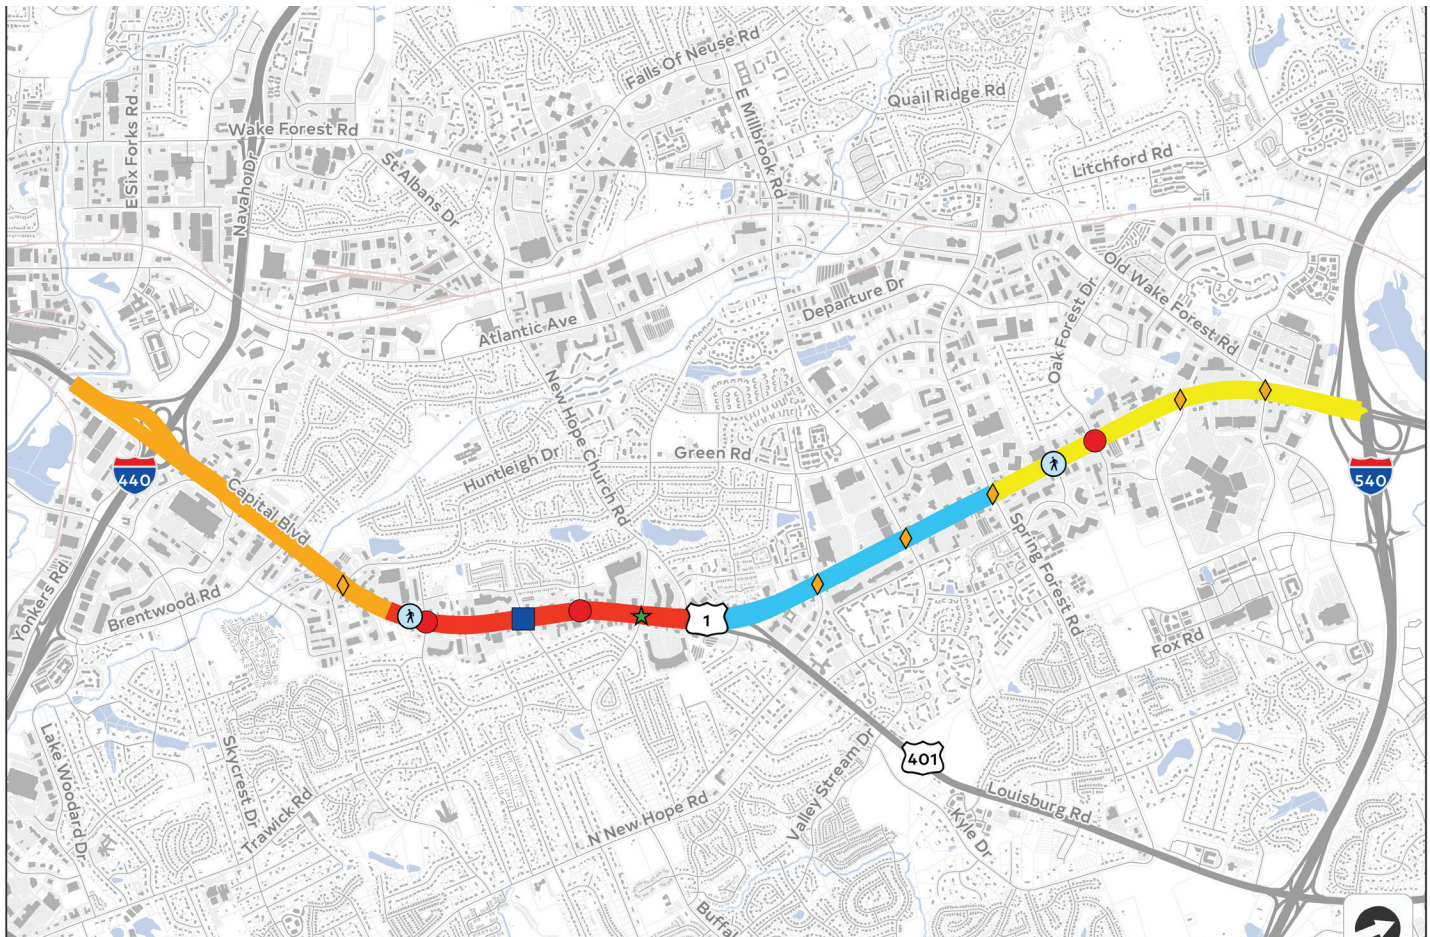 Falls Of Neuse Rd
E Millbrook Rd
Quail Ridge Rd
E Six Forks Rd
Wake Forest Rd
Navaho Dr
St Albans Dr
Litchford Rd
Old Wake Forest Rd
Departure Dr
Oak Forest Dr
Atlantic Ave
New Hope Church Rd
Green Rd
Huntleigh Dr
440
540
Capital Blvd
Spring Forest Rd
Yonkers Rd
Brentwood Rd
1
Fox Rd
401
Lake Woodard Dr
Skycrest Dr
Trawick Rd
N New Hope Rd
Valley Stream Dr
Louisburg Rd
Kyle Dr